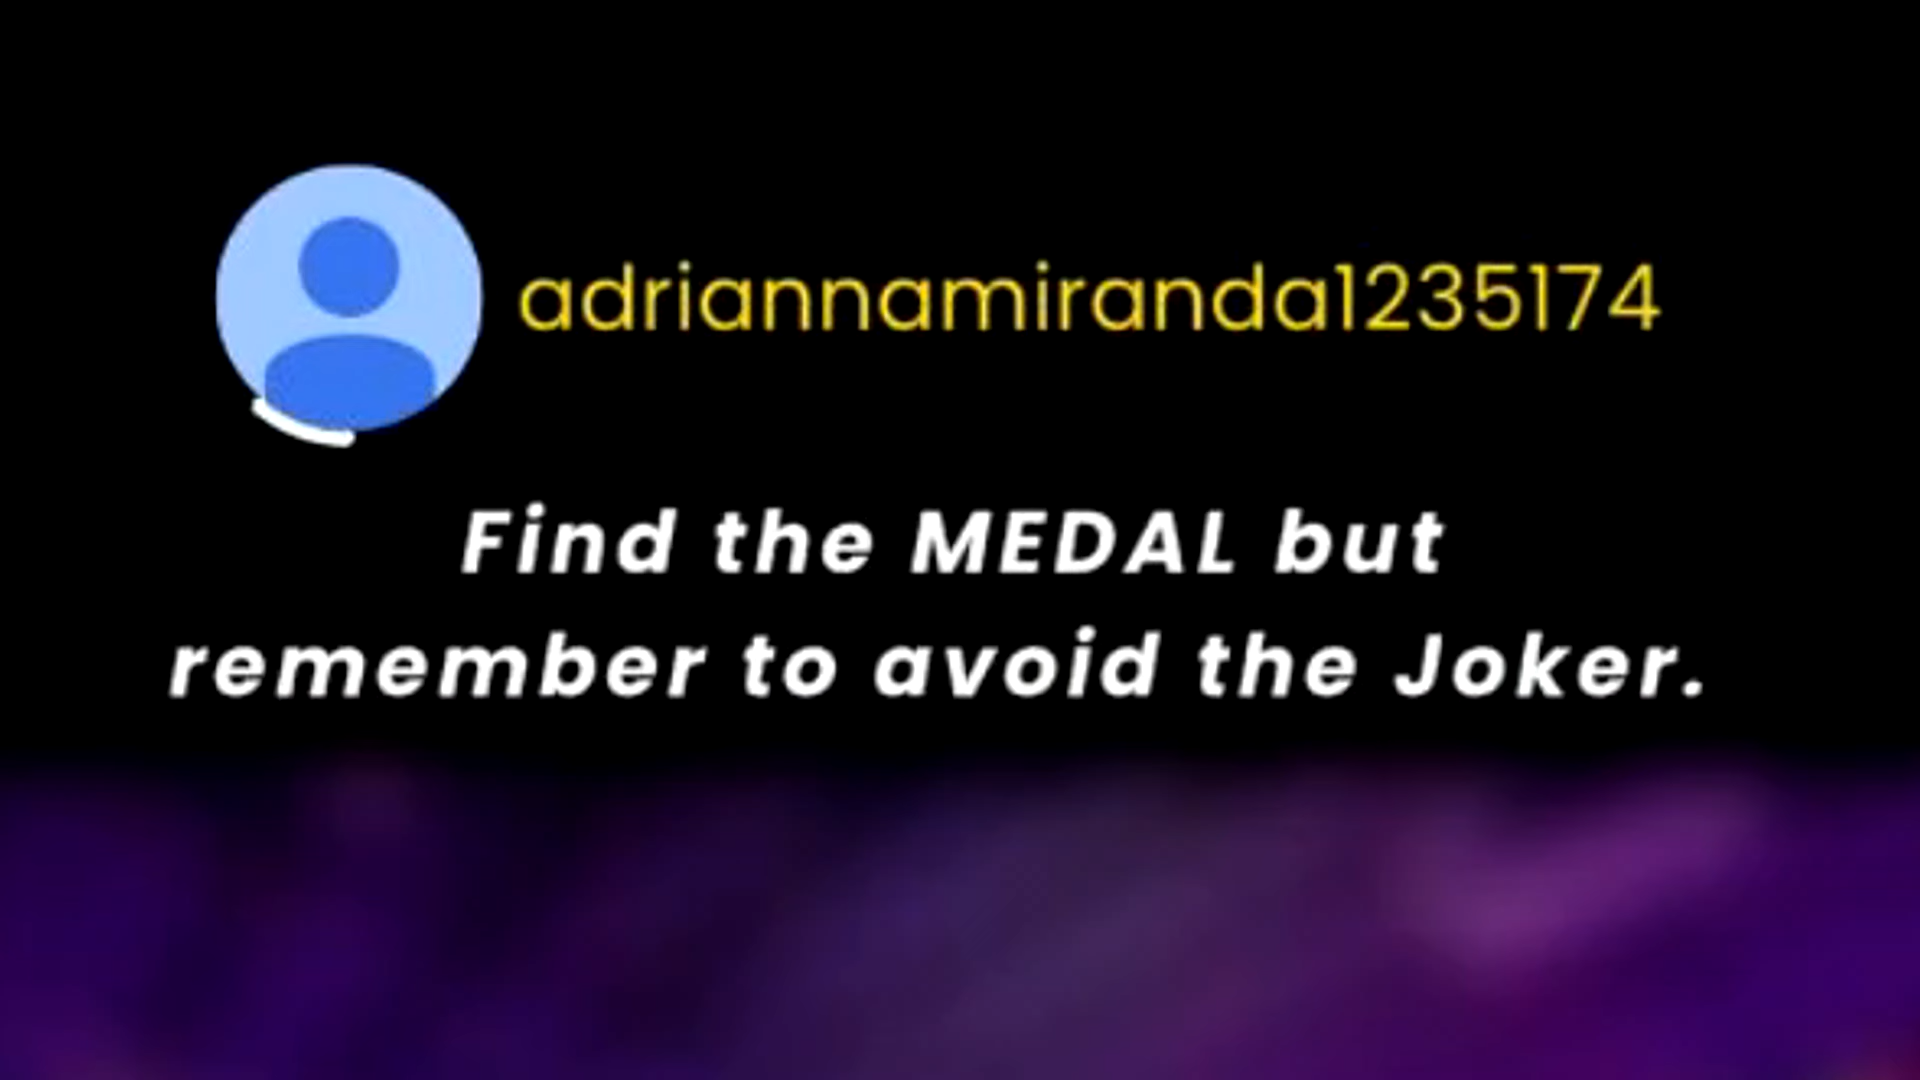 adriannamiranda1235174
Find the MEDAL but
remember to avoid the Joker.